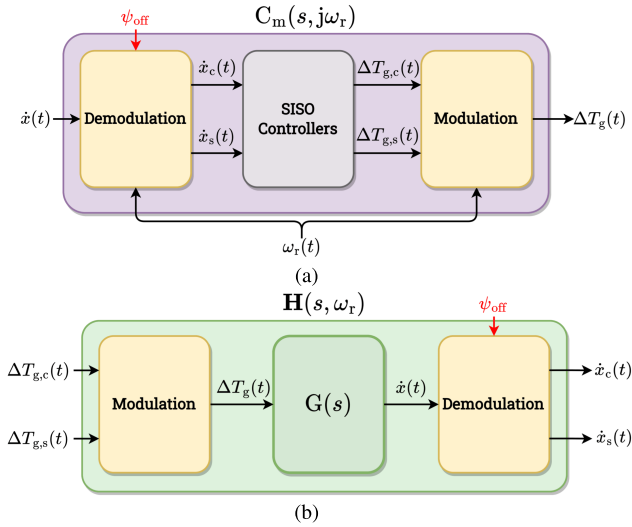 C_m(s, jω_r)
ψ_off
ẋ(t)
Demodulation
ẋ_c(t)
ẋ_s(t)
SISO
Controllers
ΔT_g,c(t)
ΔT_g,s(t)
Modulation
ΔT_g(t)
ω_r(t)
(a)
H(s, ω_r)
ψ_off
ΔT_g,c(t)
ΔT_g,s(t)
Modulation
ΔT_g(t)
G(s)
ẋ(t)
Demodulation
ẋ_c(t)
ẋ_s(t)
(b)